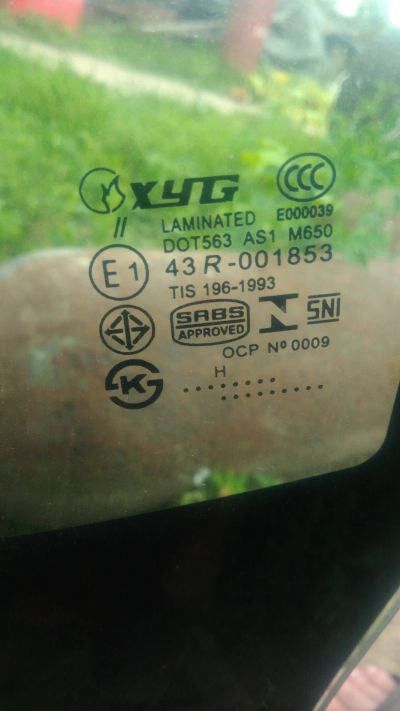 XYG CCC
// LAMINATED E000039
DOT563 AS1 M650
E1 43R-001853
TIS 196-1993
SABS APPROVED SNI
OCP Nº 0009
K H